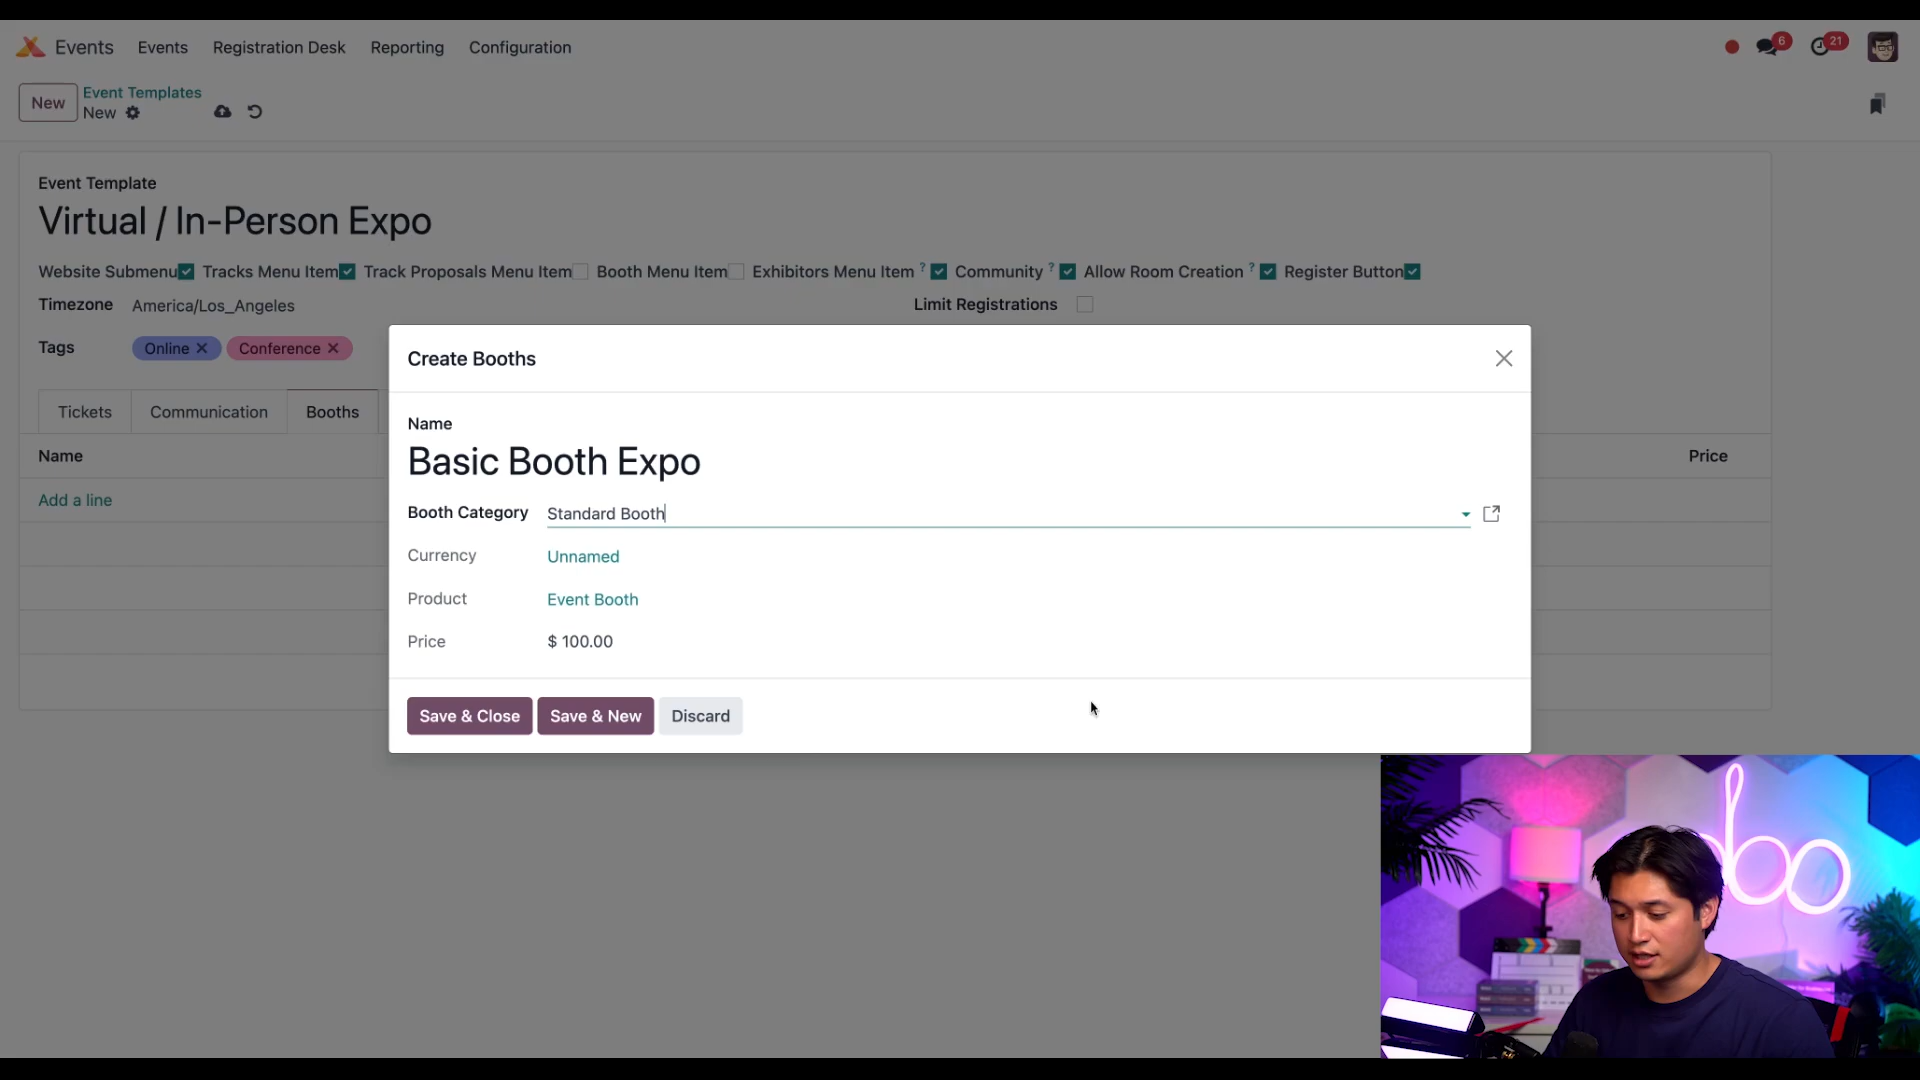 Events Events Registration Desk Reporting Configuration 6 21
New Event Templates
New
Event Template
Virtual / In-Person Expo
Website Submenu Tracks Menu Item Track Proposals Menu Item Booth Menu Item Exhibitors Menu Item ? Community ? Allow Room Creation ? Register Button
Timezone America/Los_Angeles Limit Registrations
Tags Online Conference
Create Booths
Tickets Communication Booths
Name Price
Add a line
Name
Basic Booth Expo
Booth Category Standard Booth
Currency Unnamed
Product Event Booth
Price $ 100.00
Save & Close Save & New Discard